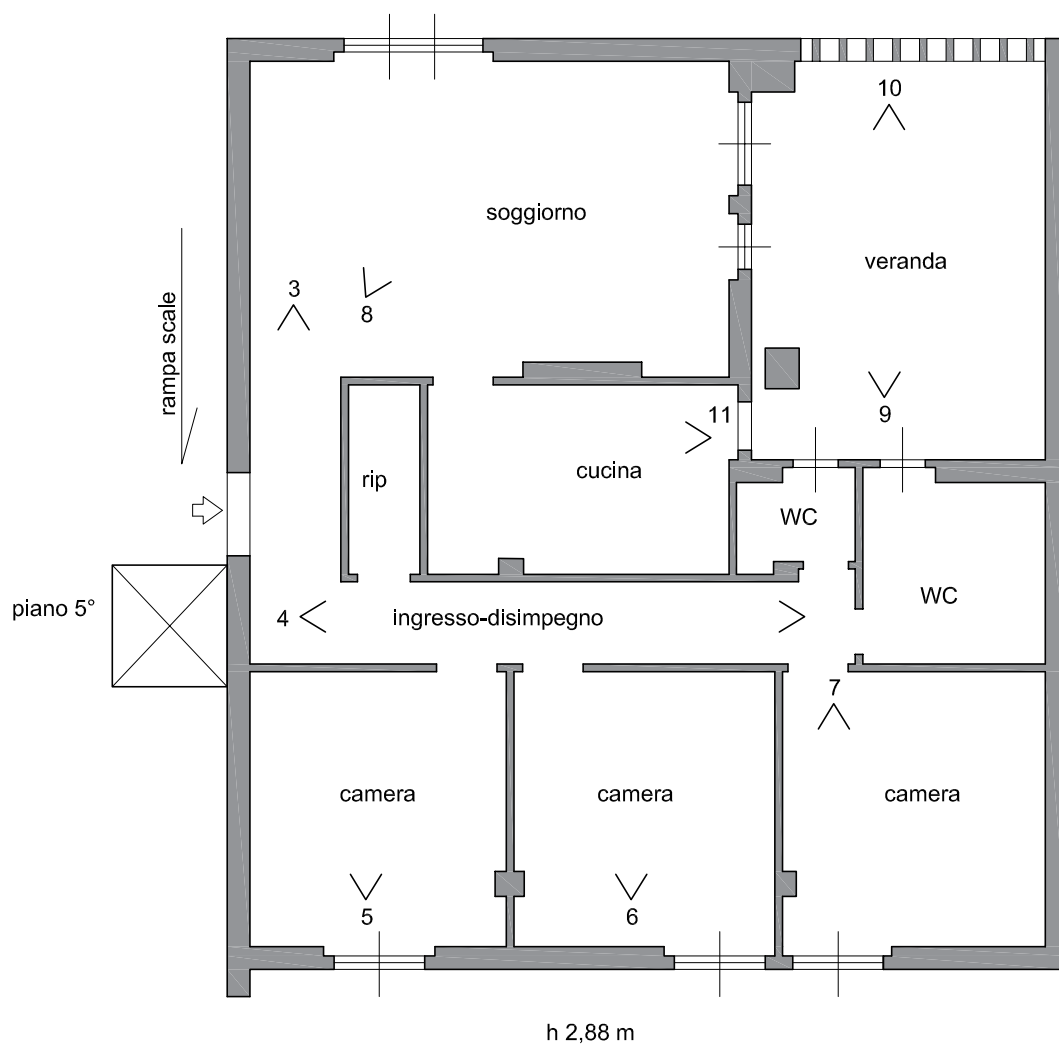 10
soggiorno
veranda
3
8
rampa scale
11
9
cucina
rip
WC
WC
piano 5°
4
ingresso-disimpegno
7
camera
camera
camera
5
6
h 2,88 m